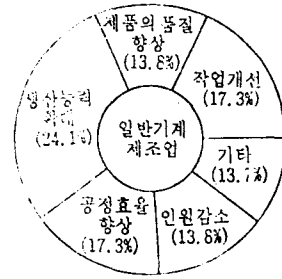 제품의 품질
향상
(13.8%)
작업개선
(17.3%)
기타
(13.7%)
인원감소
(13.8%)
공정효율
향상
(17.3%)
생산능력
확대
(24.1%)
일반기계
제조업